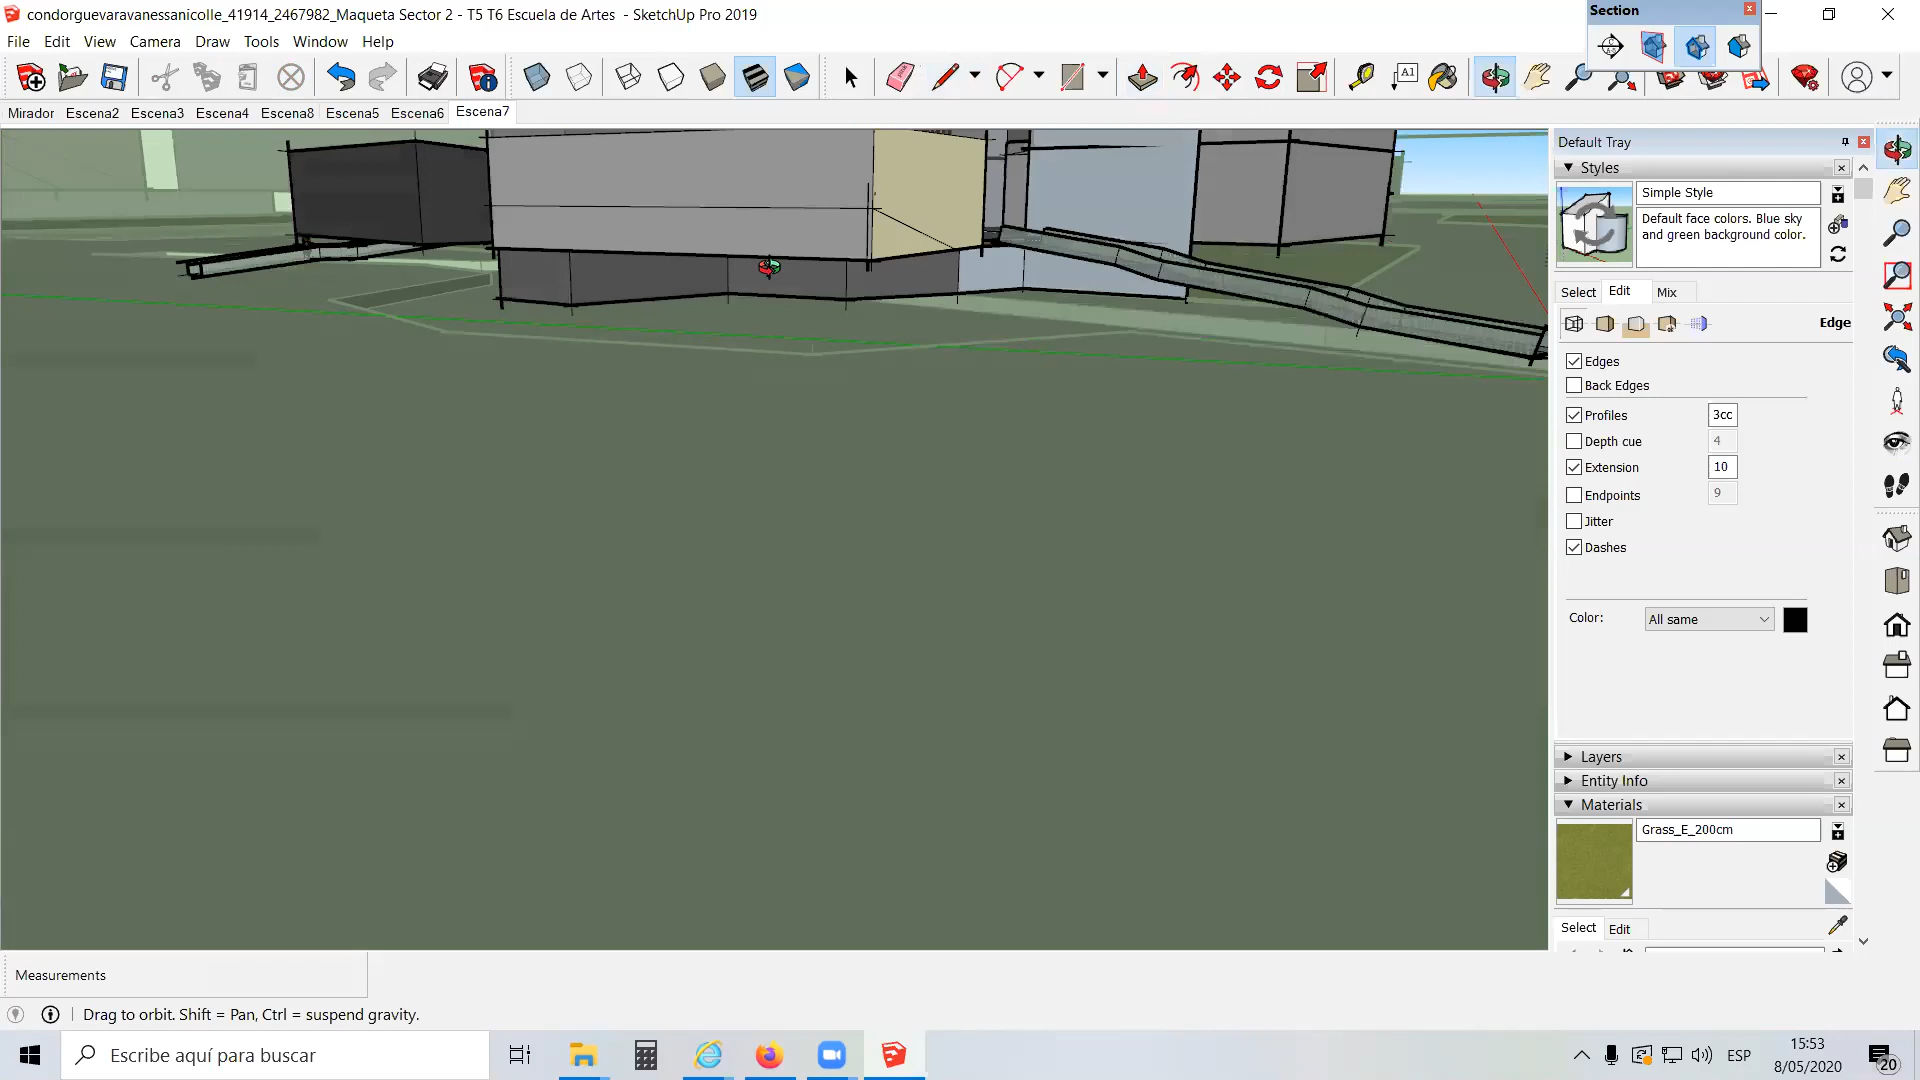 condorguevaravanessanicolle_41914_2467982_Maqueta Sector 2 - T5 T6 Escuela de Artes - SketchUp Pro 2019
Section
File Edit View Camera Draw Tools Window Help
A1
Mirador Escena2 Escena3 Escena4 Escena8 Escena5 Escena6 Escena7
Default Tray
Styles
Simple Style
Default face colors. Blue sky
and green background color.
Select Edit Mix
Edge
Edges
Back Edges
Profiles 3cc
Depth cue 4
Extension 10
Endpoints 9
Jitter
Dashes
Color: All same
Layers
Entity Info
Materials
Grass_E_200cm
Select Edit
Measurements
Drag to orbit. Shift = Pan, Ctrl = suspend gravity.
Escribe aquí para buscar
ESP
15:53
8/05/2020
20